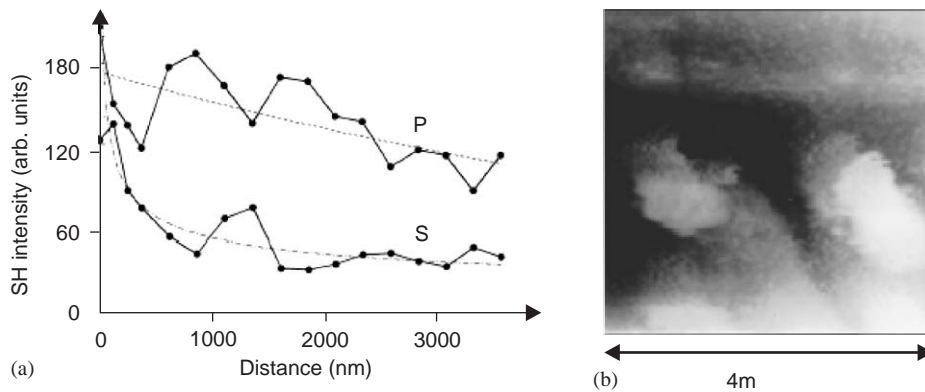 180
120
60
0
SH intensity (arb. units)
P
S
0
1000
2000
3000
Distance (nm)
(a)
(b)
4m